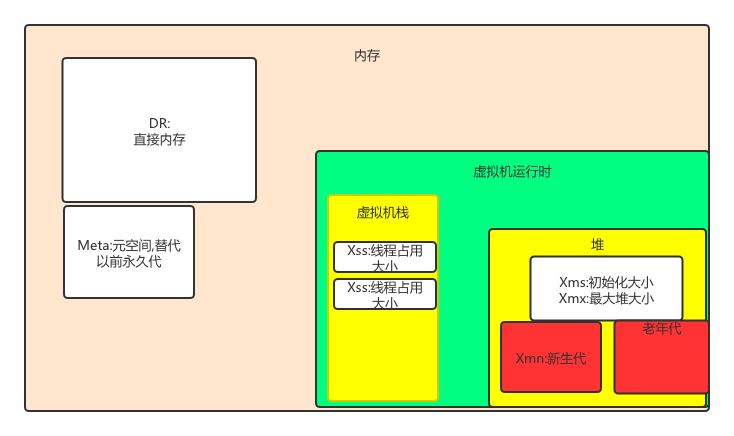 内存
DR:
直接内存
Meta:元空间,替代
以前永久代
虚拟机运行时
虚拟机栈
Xss:线程占用
大小
Xss:线程占用
大小
堆
Xms:初始化大小
Xmx:最大堆大小
Xmn:新生代
老年代